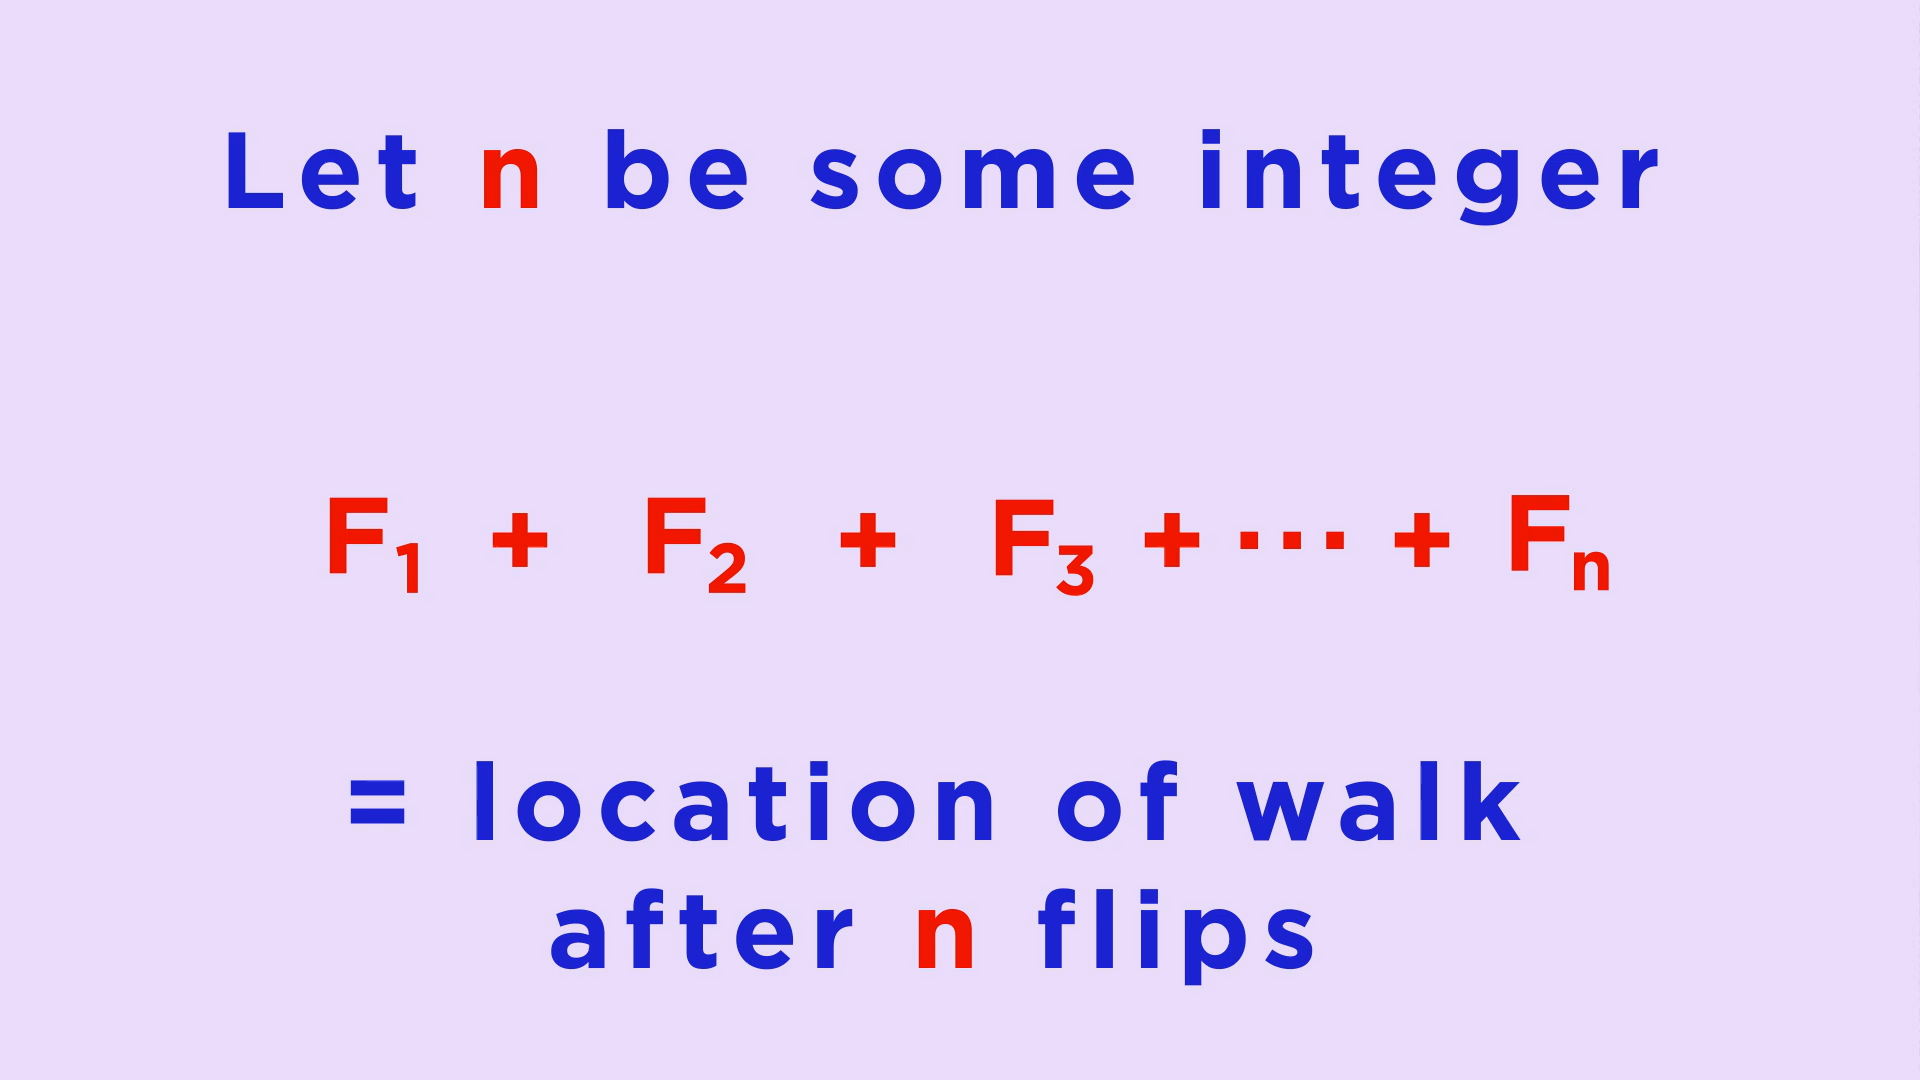 Let n be some integer
F₁ + F₂ + F₃ + ··· + Fₙ
= location of walk
after n flips